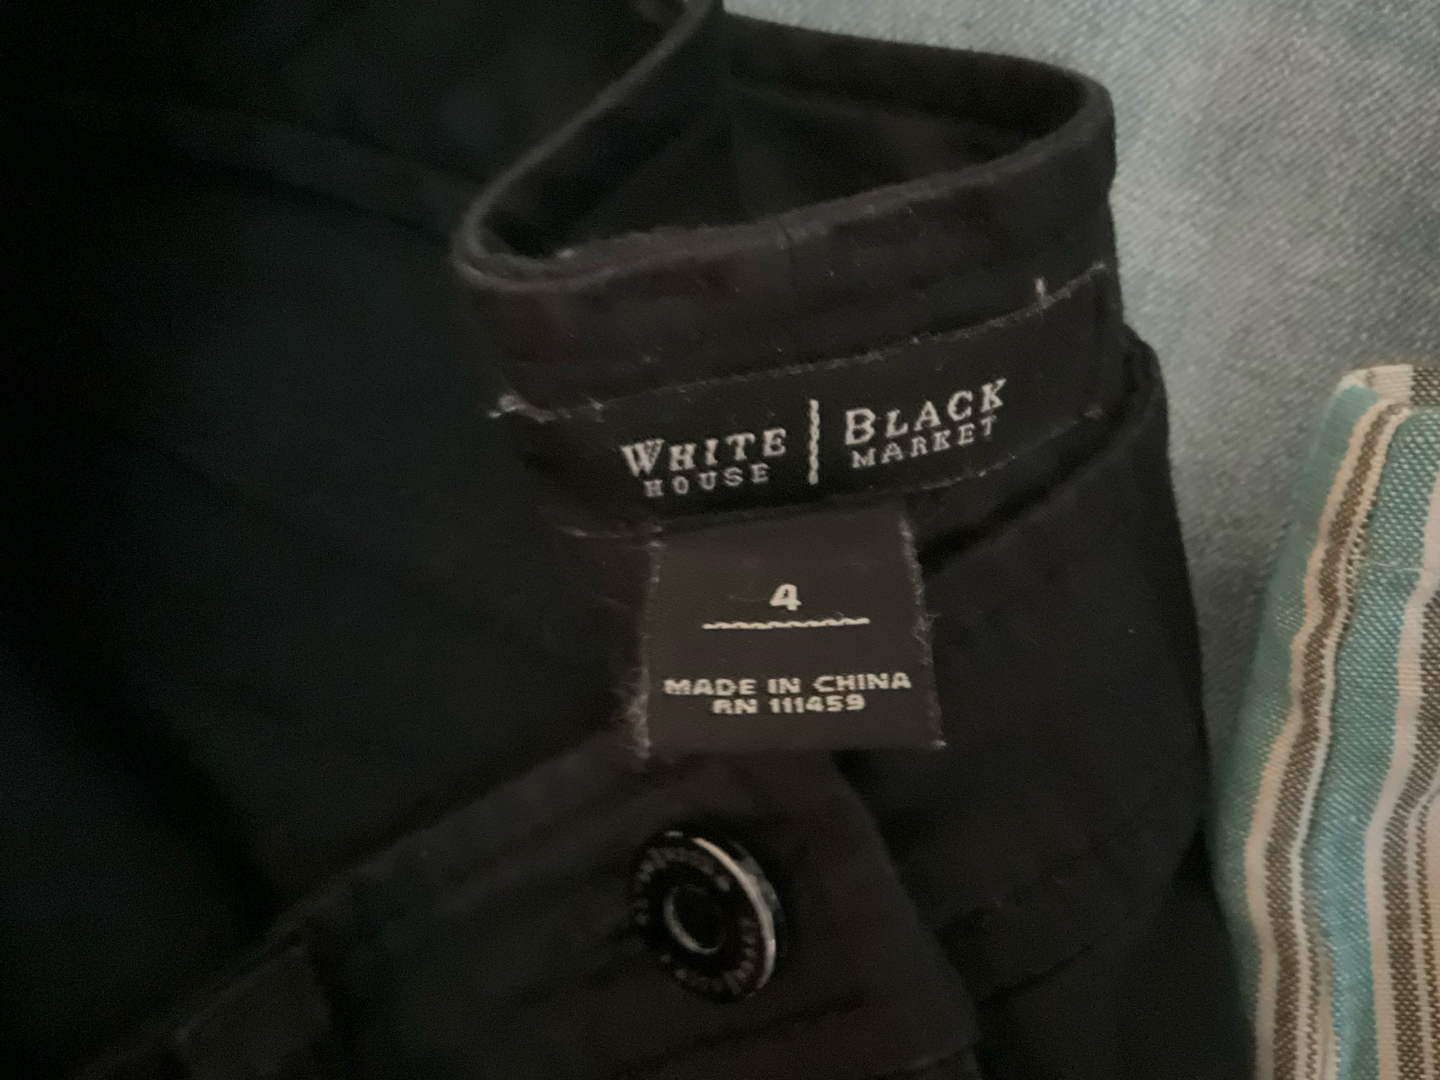 WHITE | BLACK
HOUSE | MARKET
4
MADE IN CHINA
RN 111459